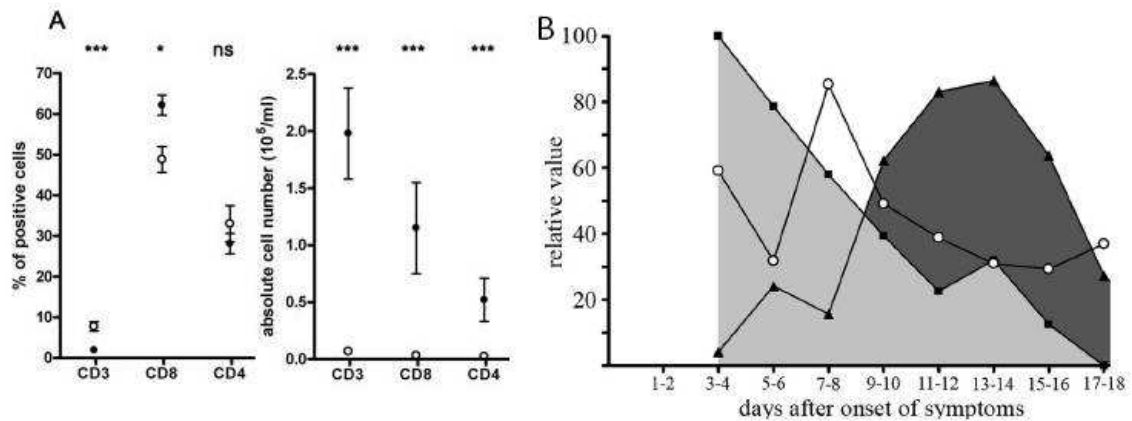 A
*** * ns
% of positive cells
70
60
50
40
30
20
10
0
CD3 CD8 CD4
*** *** ***
absolute cell number (10⁶/ml)
2.5
2.0
1.5
1.0
0.5
0.0
CD3 CD8 CD4
B
relative value
100
80
60
40
20
1-2 3-4 5-6 7-8 9-10 11-12 13-14 15-16 17-18
days after onset of symptoms